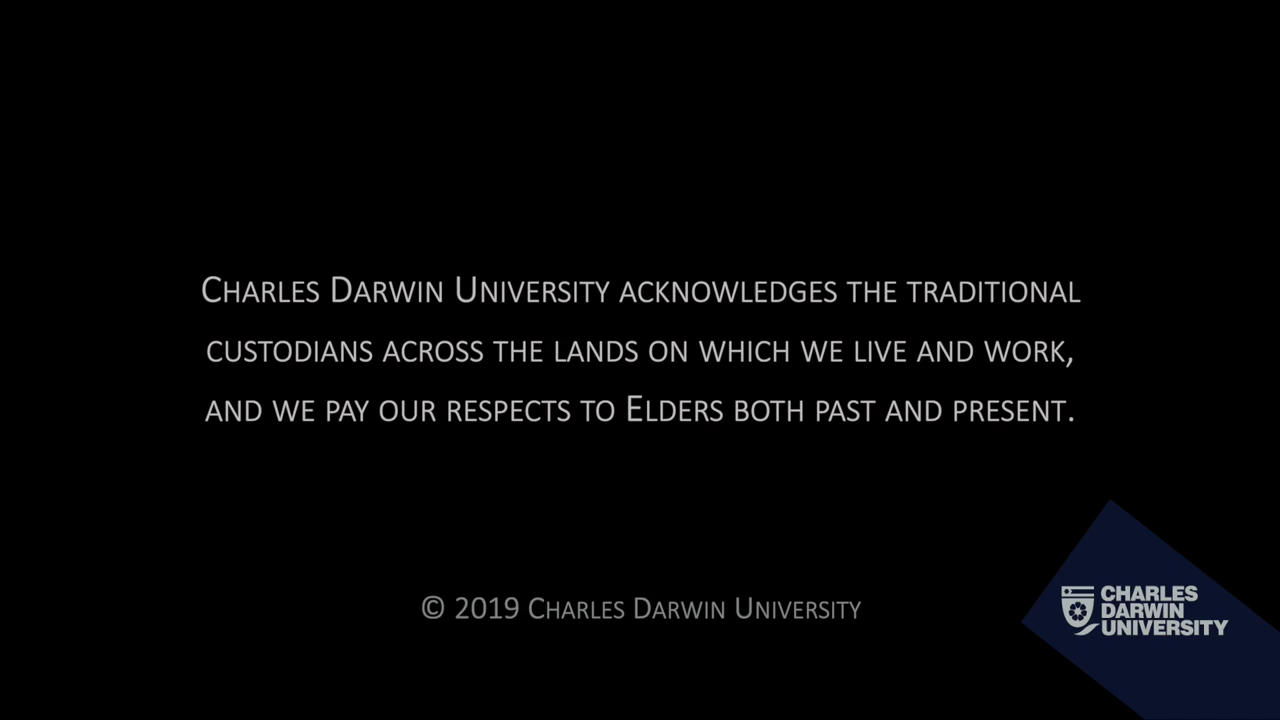 Charles Darwin University acknowledges the traditional
custodians across the lands on which we live and work,
and we pay our respects to Elders both past and present.
© 2019 Charles Darwin University
CHARLES
DARWIN
UNIVERSITY